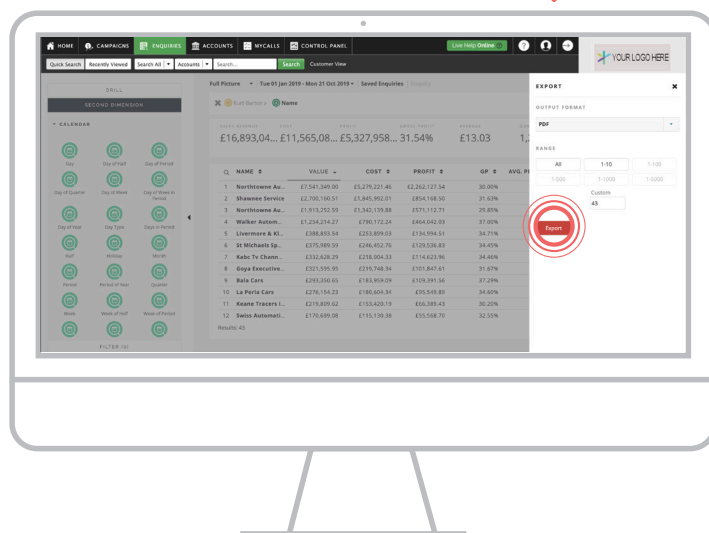 HOME CAMPAIGNS ENQUIRIES ACCOUNTS MYCALLS CONTROL PANEL Live Help Online
YOUR LOGO HERE
Quick Search Recently Viewed Search All Accounts Search... Search Customer View
DRILL
SECOND DIMENSION
CALENDAR
Day Day of Half Day of Period
Day of Quarter Day of Week Day of Week in Period
Day of Year Day Type Days in Period
Half Holiday Month
Period Period of Year Quarter
Week Week of Half Week of Period
FILTER (6)
Full Picture Tue 01 Jan 2019 - Mon 21 Oct 2019 Saved Enquiries Enquiry
Name
SALES REVENUE COST PROFIT GROSS PROFIT AVERAGE
£16,893,04... £11,565,08... £5,327,958... 31.54% £13.03
NAME VALUE COST PROFIT GP AVG. P
1 Northtowne Au... £7,541,349.00 £5,279,221.46 £2,262,127.54 30.00%
2 Shawnee Service £2,700,160.51 £1,845,992.01 £854,168.50 31.63%
3 Northtowne Au... £1,913,252.59 £1,342,139.88 £571,112.71 29.85%
4 Walker Autom... £1,254,214.27 £790,172.24 £464,042.03 37.00%
5 Livermore & Kl... £388,893.54 £253,899.03 £134,994.51 34.71%
6 St Michaels Sp... £375,989.59 £246,452.76 £129,536.83 34.45%
7 Kabc Tv Chann... £332,628.29 £218,004.33 £114,623.96 34.46%
8 Goya Executive... £321,595.95 £219,748.34 £101,847.61 31.67%
9 Bala Cars £293,350.65 £183,959.09 £109,391.56 37.29%
10 La Perla Cars £276,154.23 £180,604.34 £95,549.89 34.60%
11 Keane Tracers I... £219,809.62 £153,420.19 £66,389.43 30.20%
12 Swiss Automati... £170,699.08 £115,130.38 £55,568.70 32.55%
Results: 43
EXPORT
OUTPUT FORMAT
PDF
RANGE
All 1-10 1-100
1-500 1-1000 1-5000
Custom
43
Export